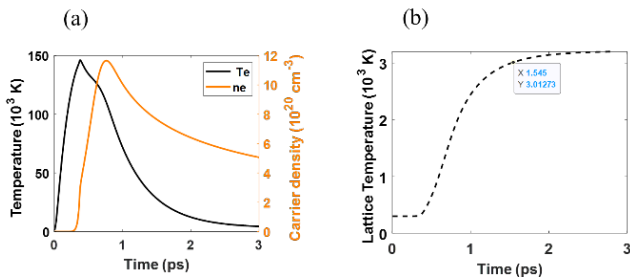 (a)
150
100
50
0
Temperature (10³ K)
Te
ne
12
10
8
6
4
2
0
Carrier density (10²⁰ cm⁻³)
0 1 2 3
Time (ps)
(b)
3
2
1
0
Lattice Temperature (10³ K)
X 1.545
Y 3.01273
0 1 2 3
Time (ps)